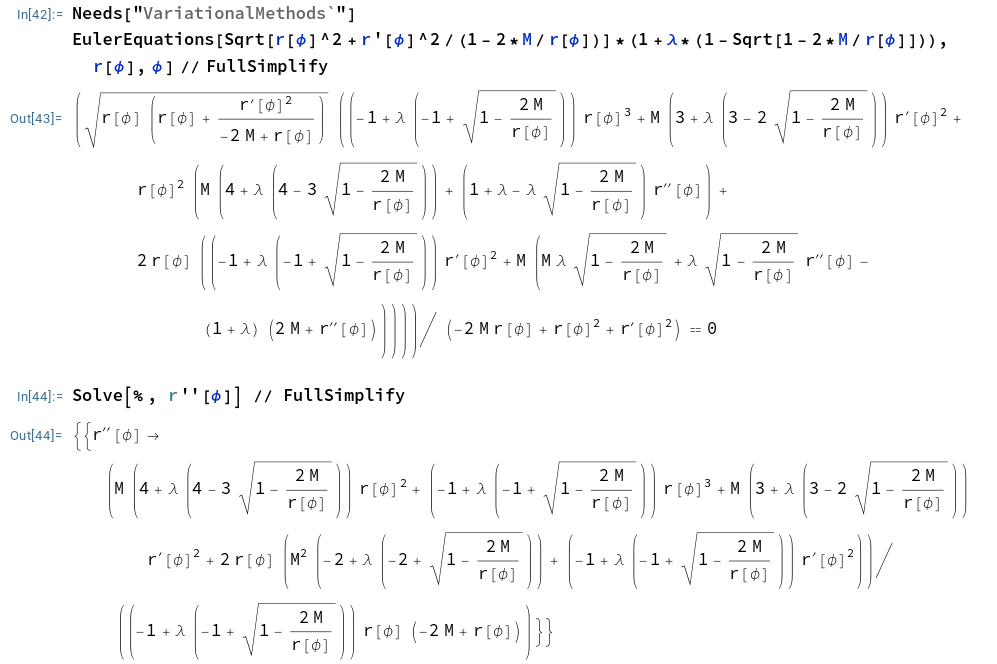 In[42]:= Needs["VariationalMethods`"]
EulerEquations[Sqrt[r[ϕ]^2 + r'[ϕ]^2 / (1 - 2 * M / r[ϕ])] * (1 + λ * (1 - Sqrt[1 - 2 * M / r[ϕ]])),
r[ϕ], ϕ] // FullSimplify
Out[43]= (√(r[ϕ] (r[ϕ] + r′[ϕ]²/(-2 M + r[ϕ]))) ((-1 + λ (-1 + √(1 - 2 M/r[ϕ]))) r[ϕ]³ + M (3 + λ (3 - 2 √(1 - 2 M/r[ϕ]))) r′[ϕ]² +
r[ϕ]² (M (4 + λ (4 - 3 √(1 - 2 M/r[ϕ]))) + (1 + λ - λ √(1 - 2 M/r[ϕ])) r′′[ϕ]) +
2 r[ϕ] ((-1 + λ (-1 + √(1 - 2 M/r[ϕ]))) r′[ϕ]² + M (M λ √(1 - 2 M/r[ϕ]) + λ √(1 - 2 M/r[ϕ]) r′′[ϕ] -
(1 + λ) (2 M + r′′[ϕ])))))/(-2 M r[ϕ] + r[ϕ]² + r′[ϕ]²) == 0
In[44]:= Solve[%, r''[ϕ]] // FullSimplify
Out[44]= {{r′′[ϕ] →
(M (4 + λ (4 - 3 √(1 - 2 M/r[ϕ]))) r[ϕ]² + (-1 + λ (-1 + √(1 - 2 M/r[ϕ]))) r[ϕ]³ + M (3 + λ (3 - 2 √(1 - 2 M/r[ϕ])))
r′[ϕ]² + 2 r[ϕ] (M² (-2 + λ (-2 + √(1 - 2 M/r[ϕ]))) + (-1 + λ (-1 + √(1 - 2 M/r[ϕ]))) r′[ϕ]²))/
((-1 + λ (-1 + √(1 - 2 M/r[ϕ]))) r[ϕ] (-2 M + r[ϕ]))}}